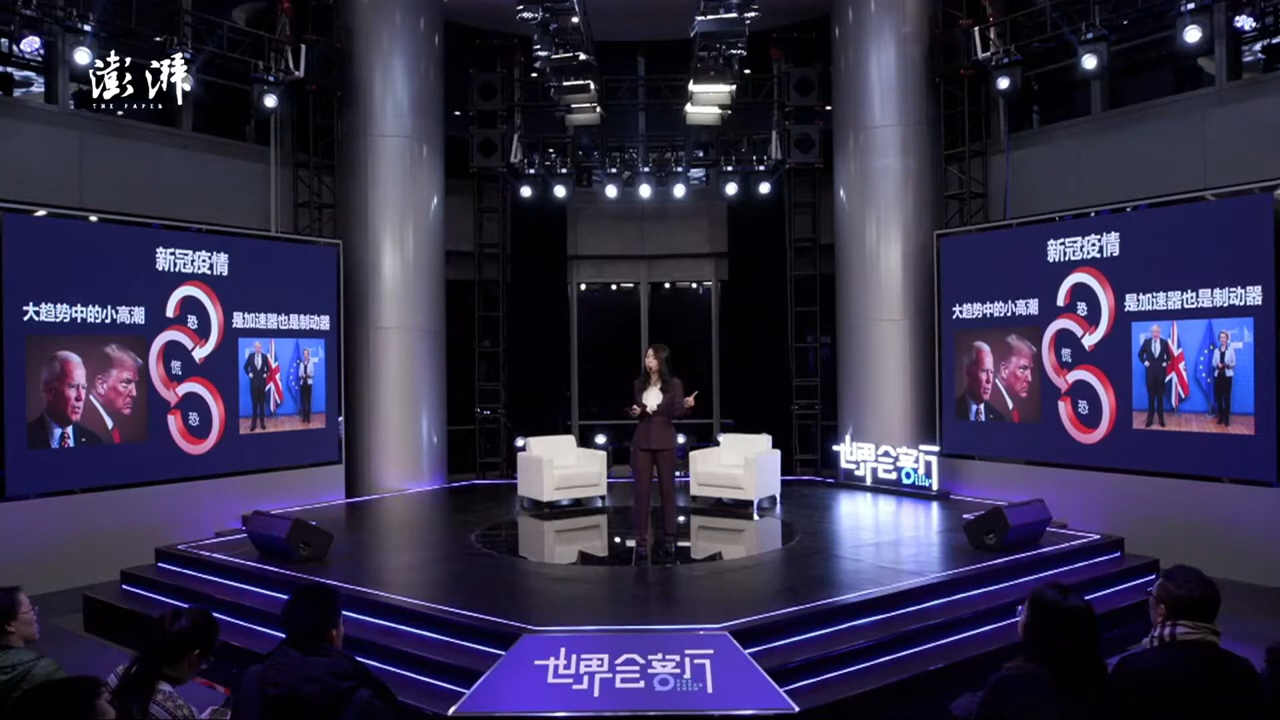 澎湃
THE PAPER
新冠疫情
大趋势中的小高潮
是加速器也是制动器
恐
慌
恐
新冠疫情
大趋势中的小高潮
是加速器也是制动器
恐
慌
恐
世界会客厅
世界会客厅